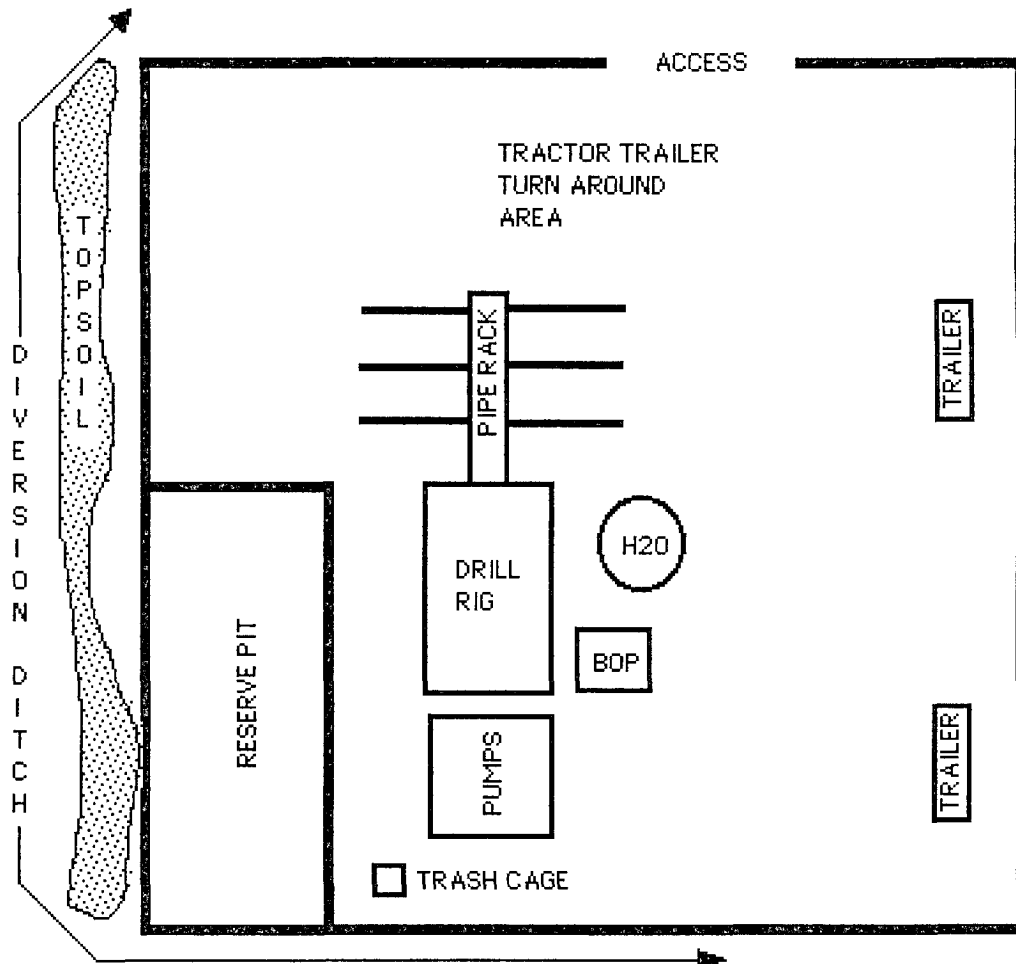 ACCESS
TRACTOR TRAILER
TURN AROUND
AREA
TOPSOIL
DIVERSION DITCH
PIPE RACK
TRAILER
DRILL
RIG
H2O
BOP
RESERVE PIT
PUMPS
TRAILER
TRASH CAGE